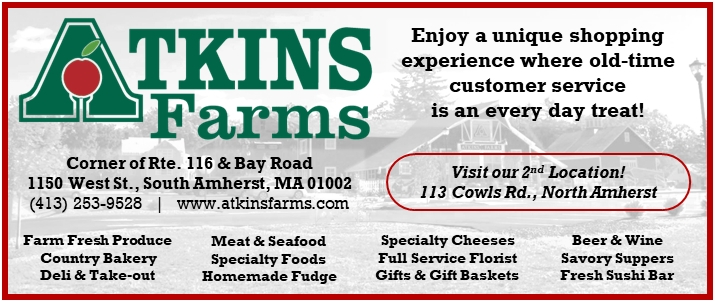 ATKINS
Farms
Corner of Rte. 116 & Bay Road
1150 West St., South Amherst, MA 01002
(413) 253-9528 | www.atkinsfarms.com
Enjoy a unique shopping
experience where old-time
customer service
is an every day treat!
Visit our 2nd Location!
113 Cowls Rd., North Amherst
Farm Fresh Produce
Country Bakery
Deli & Take-out
Meat & Seafood
Specialty Foods
Homemade Fudge
Specialty Cheeses
Full Service Florist
Gifts & Gift Baskets
Beer & Wine
Savory Suppers
Fresh Sushi Bar